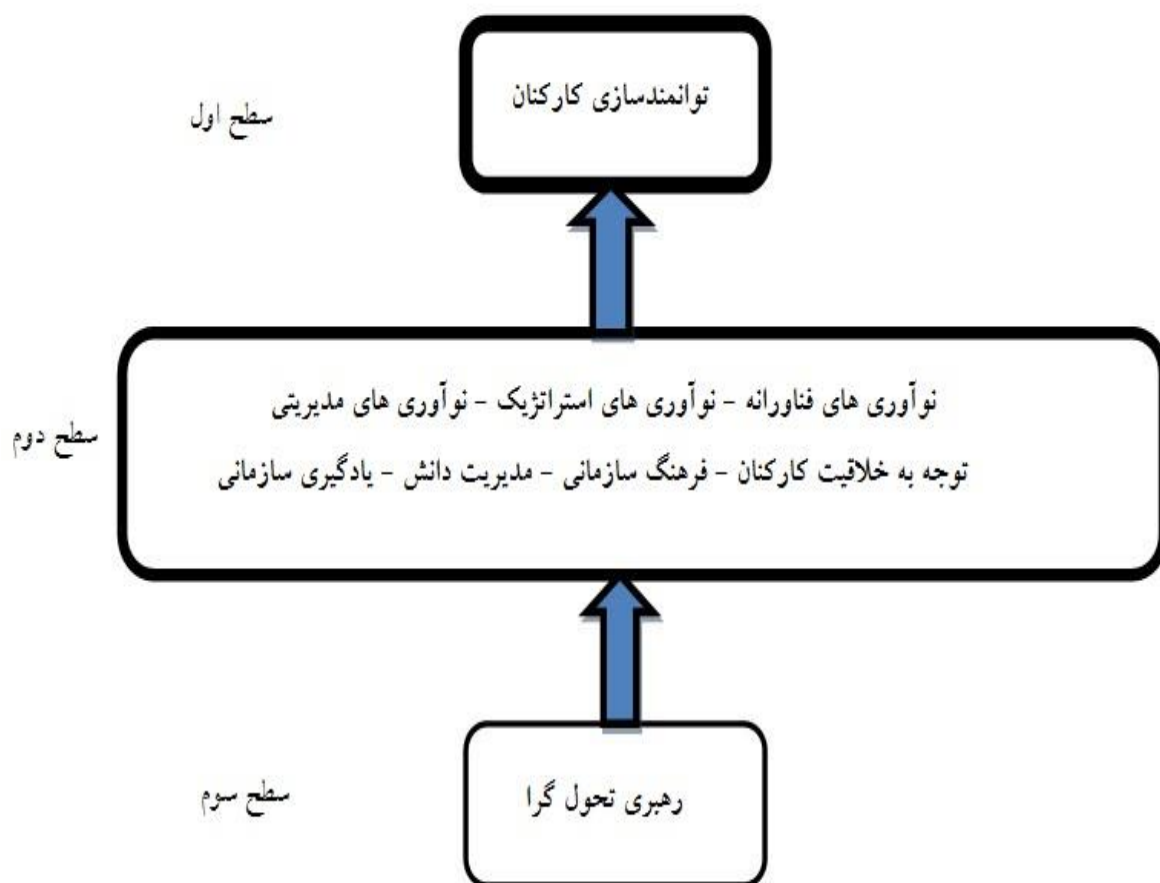 توانمندسازی کارکنان
سطح اول
نوآوری های فناورانه - نوآوری های استراتژیک - نوآوری های مدیریتی
توجه به خلاقیت کارکنان - فرهنگ سازمانی - مدیریت دانش - یادگیری سازمانی
سطح دوم
رهبری تحول گرا
سطح سوم